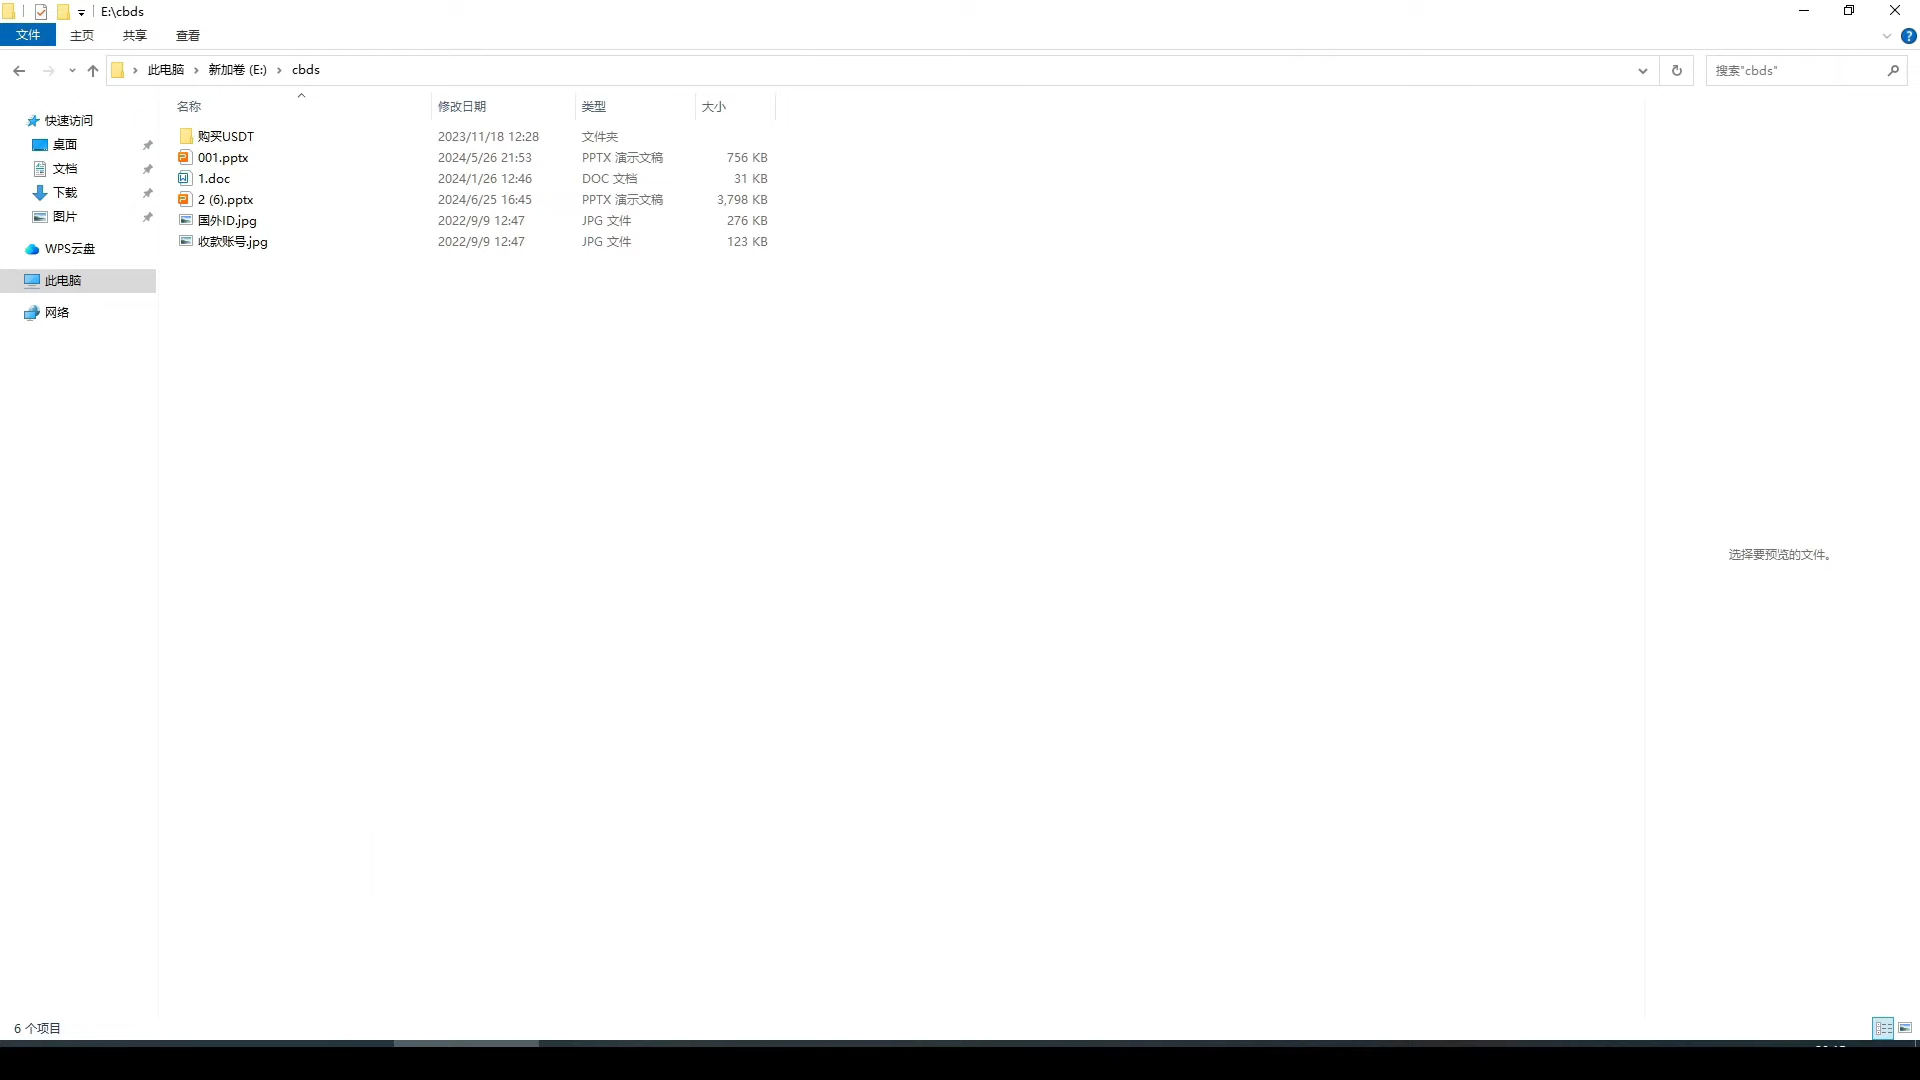 E:\cbds
文件 主页 共享 查看
此电脑 新加卷 (E:) cbds 搜索"cbds"
名称 修改日期 类型 大小
快速访问
桌面
文档
下载
图片
WPS云盘
此电脑
网络
购买USDT 2023/11/18 12:28 文件夹
001.pptx 2024/5/26 21:53 PPTX 演示文稿 756 KB
1.doc 2024/1/26 12:46 DOC 文档 31 KB
2 (6).pptx 2024/6/25 16:45 PPTX 演示文稿 3,798 KB
国外ID.jpg 2022/9/9 12:47 JPG 文件 276 KB
收款账号.jpg 2022/9/9 12:47 JPG 文件 123 KB
选择要预览的文件。
6 个项目